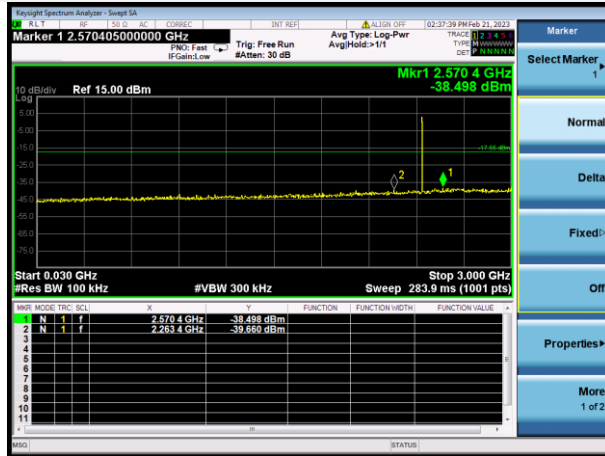 Keysight Spectrum Analyzer - Swept SA
RL T RF 50 Ω AC CORREC INT REF ALIGN OFF 02:37:39 PM Feb 21, 2023
Marker 1 2.570405000000 GHz
PNO: Fast
IFGain:Low
Trig: Free Run
#Atten: 30 dB
Avg Type: Log-Pwr
Avg|Hold:>1/1
TRACE 1 2 3 4 5 6
TYPE M W W W W W
DET P N N N N N
Mkr1 2.570 4 GHz
-38.498 dBm
10 dB/div Ref 15.00 dBm
Log
5.00
-5.00
-15.0
-17.55 dBm
-25.0
-35.0
-45.0
-55.0
-65.0
-75.0
2
1
Start 0.030 GHz Stop 3.000 GHz
#Res BW 100 kHz #VBW 300 kHz Sweep 283.9 ms (1001 pts)
MKR MODE TRC SCL X Y FUNCTION FUNCTION WIDTH FUNCTION VALUE
1 N 1 f 2.570 4 GHz -38.498 dBm
2 N 1 f 2.263 4 GHz -39.660 dBm
3
4
5
6
7
8
9
10
11
MSG STATUS
Marker
Select Marker
1
Normal
Delta
Fixed
Off
Properties
More
1 of 2